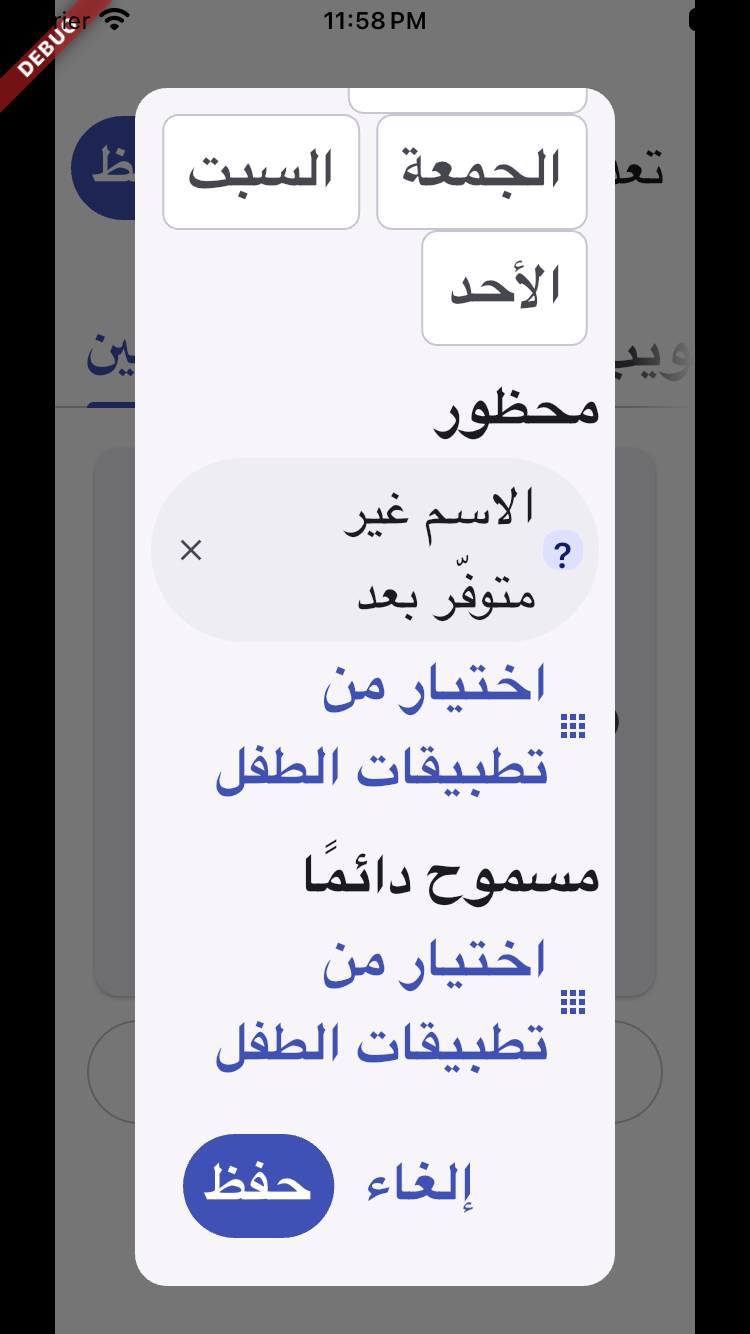 11:58 PM
DEBUG
الجمعة
السبت
الأحد
محظور
?
الاسم غير
متوفّر بعد
اختيار من
تطبيقات الطفل
مسموح دائمًا
اختيار من
تطبيقات الطفل
إلغاء
حفظ